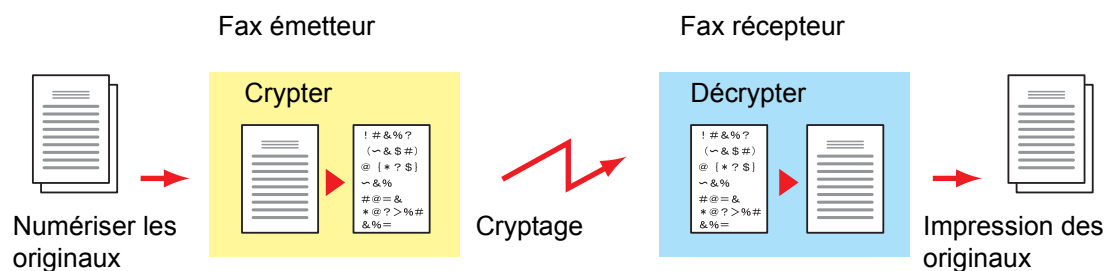 Fax émetteur
Fax récepteur
Crypter
Décrypter
!#&%?
(~&$#)
@{*?$}
~&%
#@=&
*@?>%#
&%=
!#&%?
(~&$#)
@{*?$}
~&%
#@=&
*@?>%#
&%=
Numériser les
originaux
Cryptage
Impression des
originaux